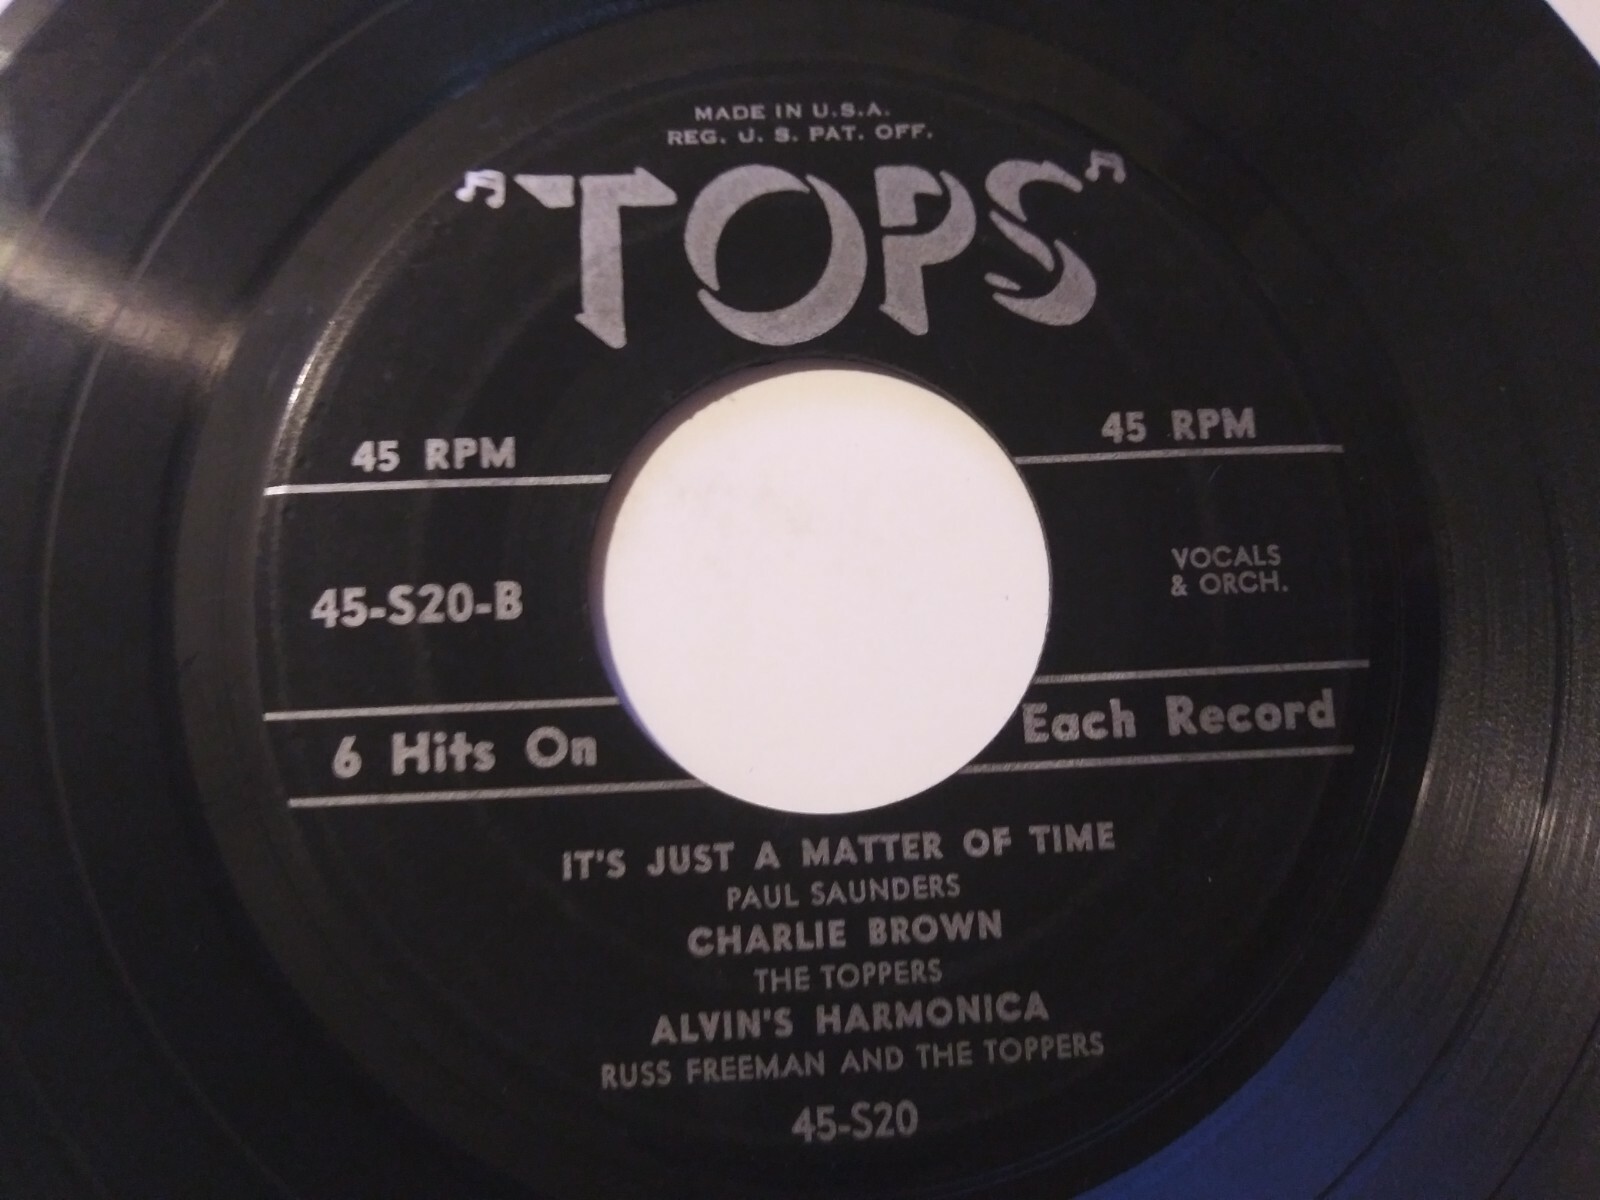 MADE IN U.S.A.
REG. U. S. PAT. OFF.
"TOPS"
45 RPM
45 RPM
45-S20-B
VOCALS
& ORCH.
6 Hits On Each Record
IT'S JUST A MATTER OF TIME
PAUL SAUNDERS
CHARLIE BROWN
THE TOPPERS
ALVIN'S HARMONICA
RUSS FREEMAN AND THE TOPPERS
45-S20